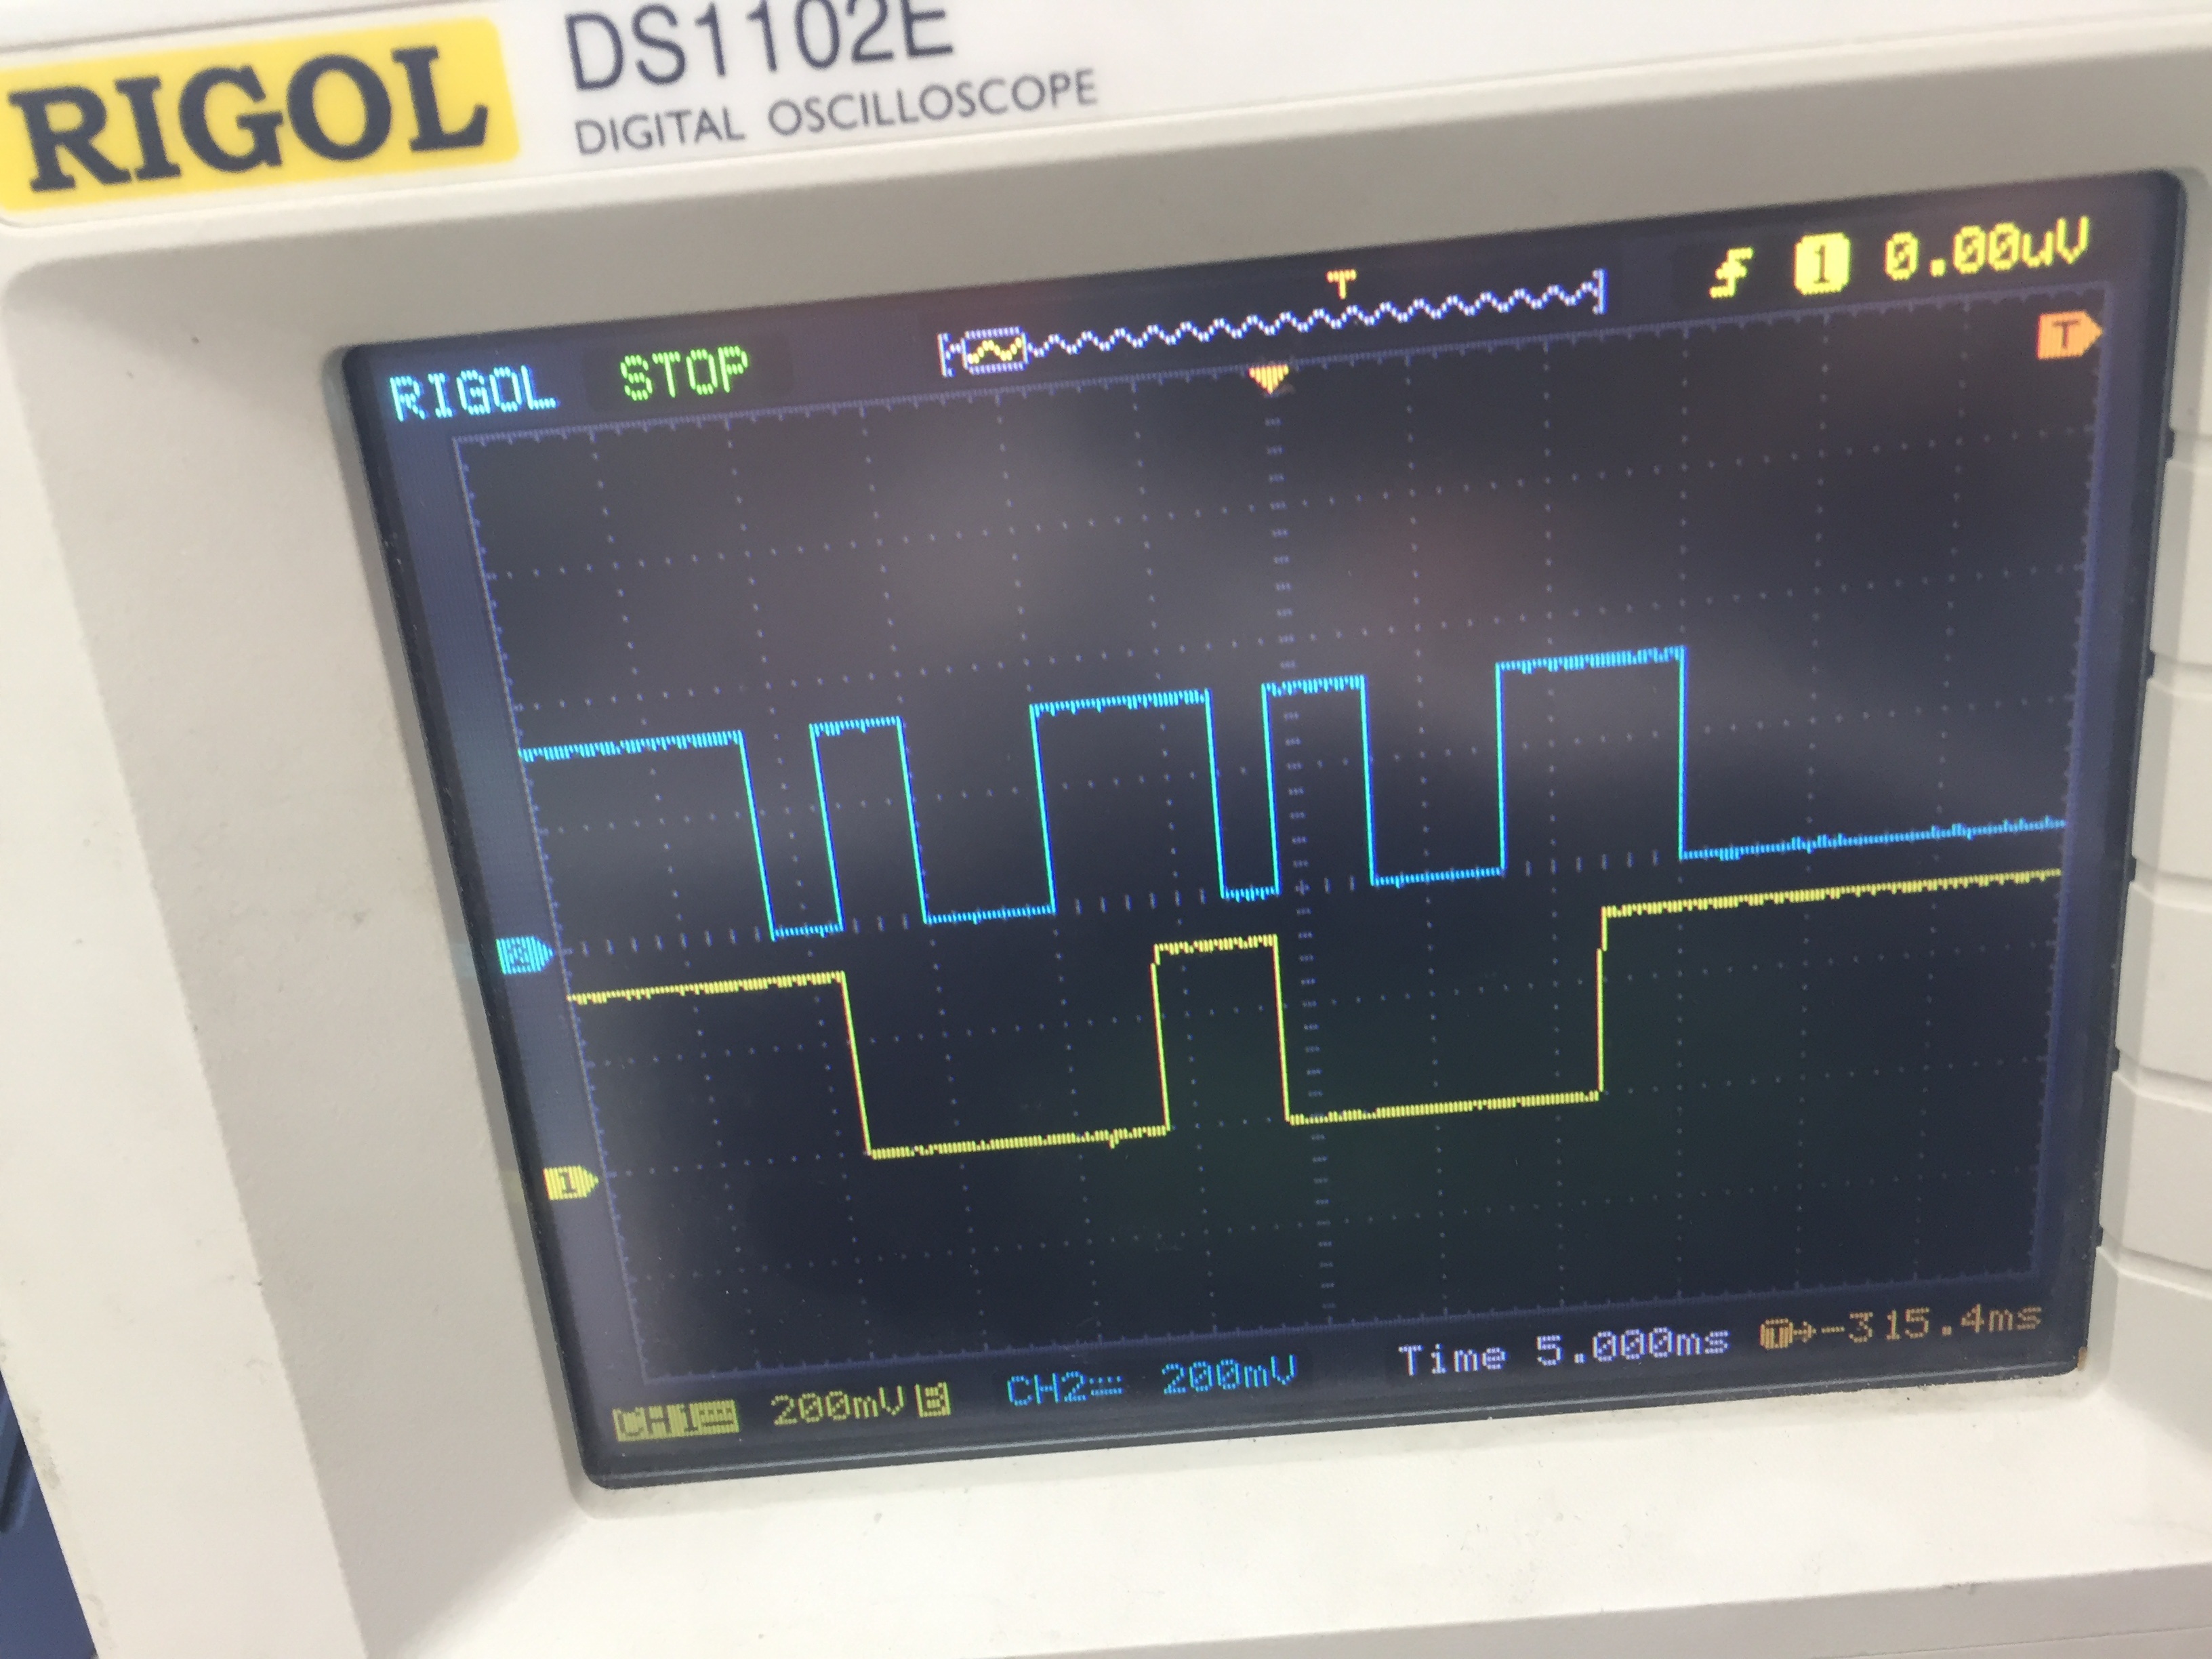 RIGOL DS1102E
DIGITAL OSCILLOSCOPE
T
RIGOL STOP 1 0.00uV
T
2
1
CH1 200mV B CH2 200mV Time 5.000ms T→-315.4ms